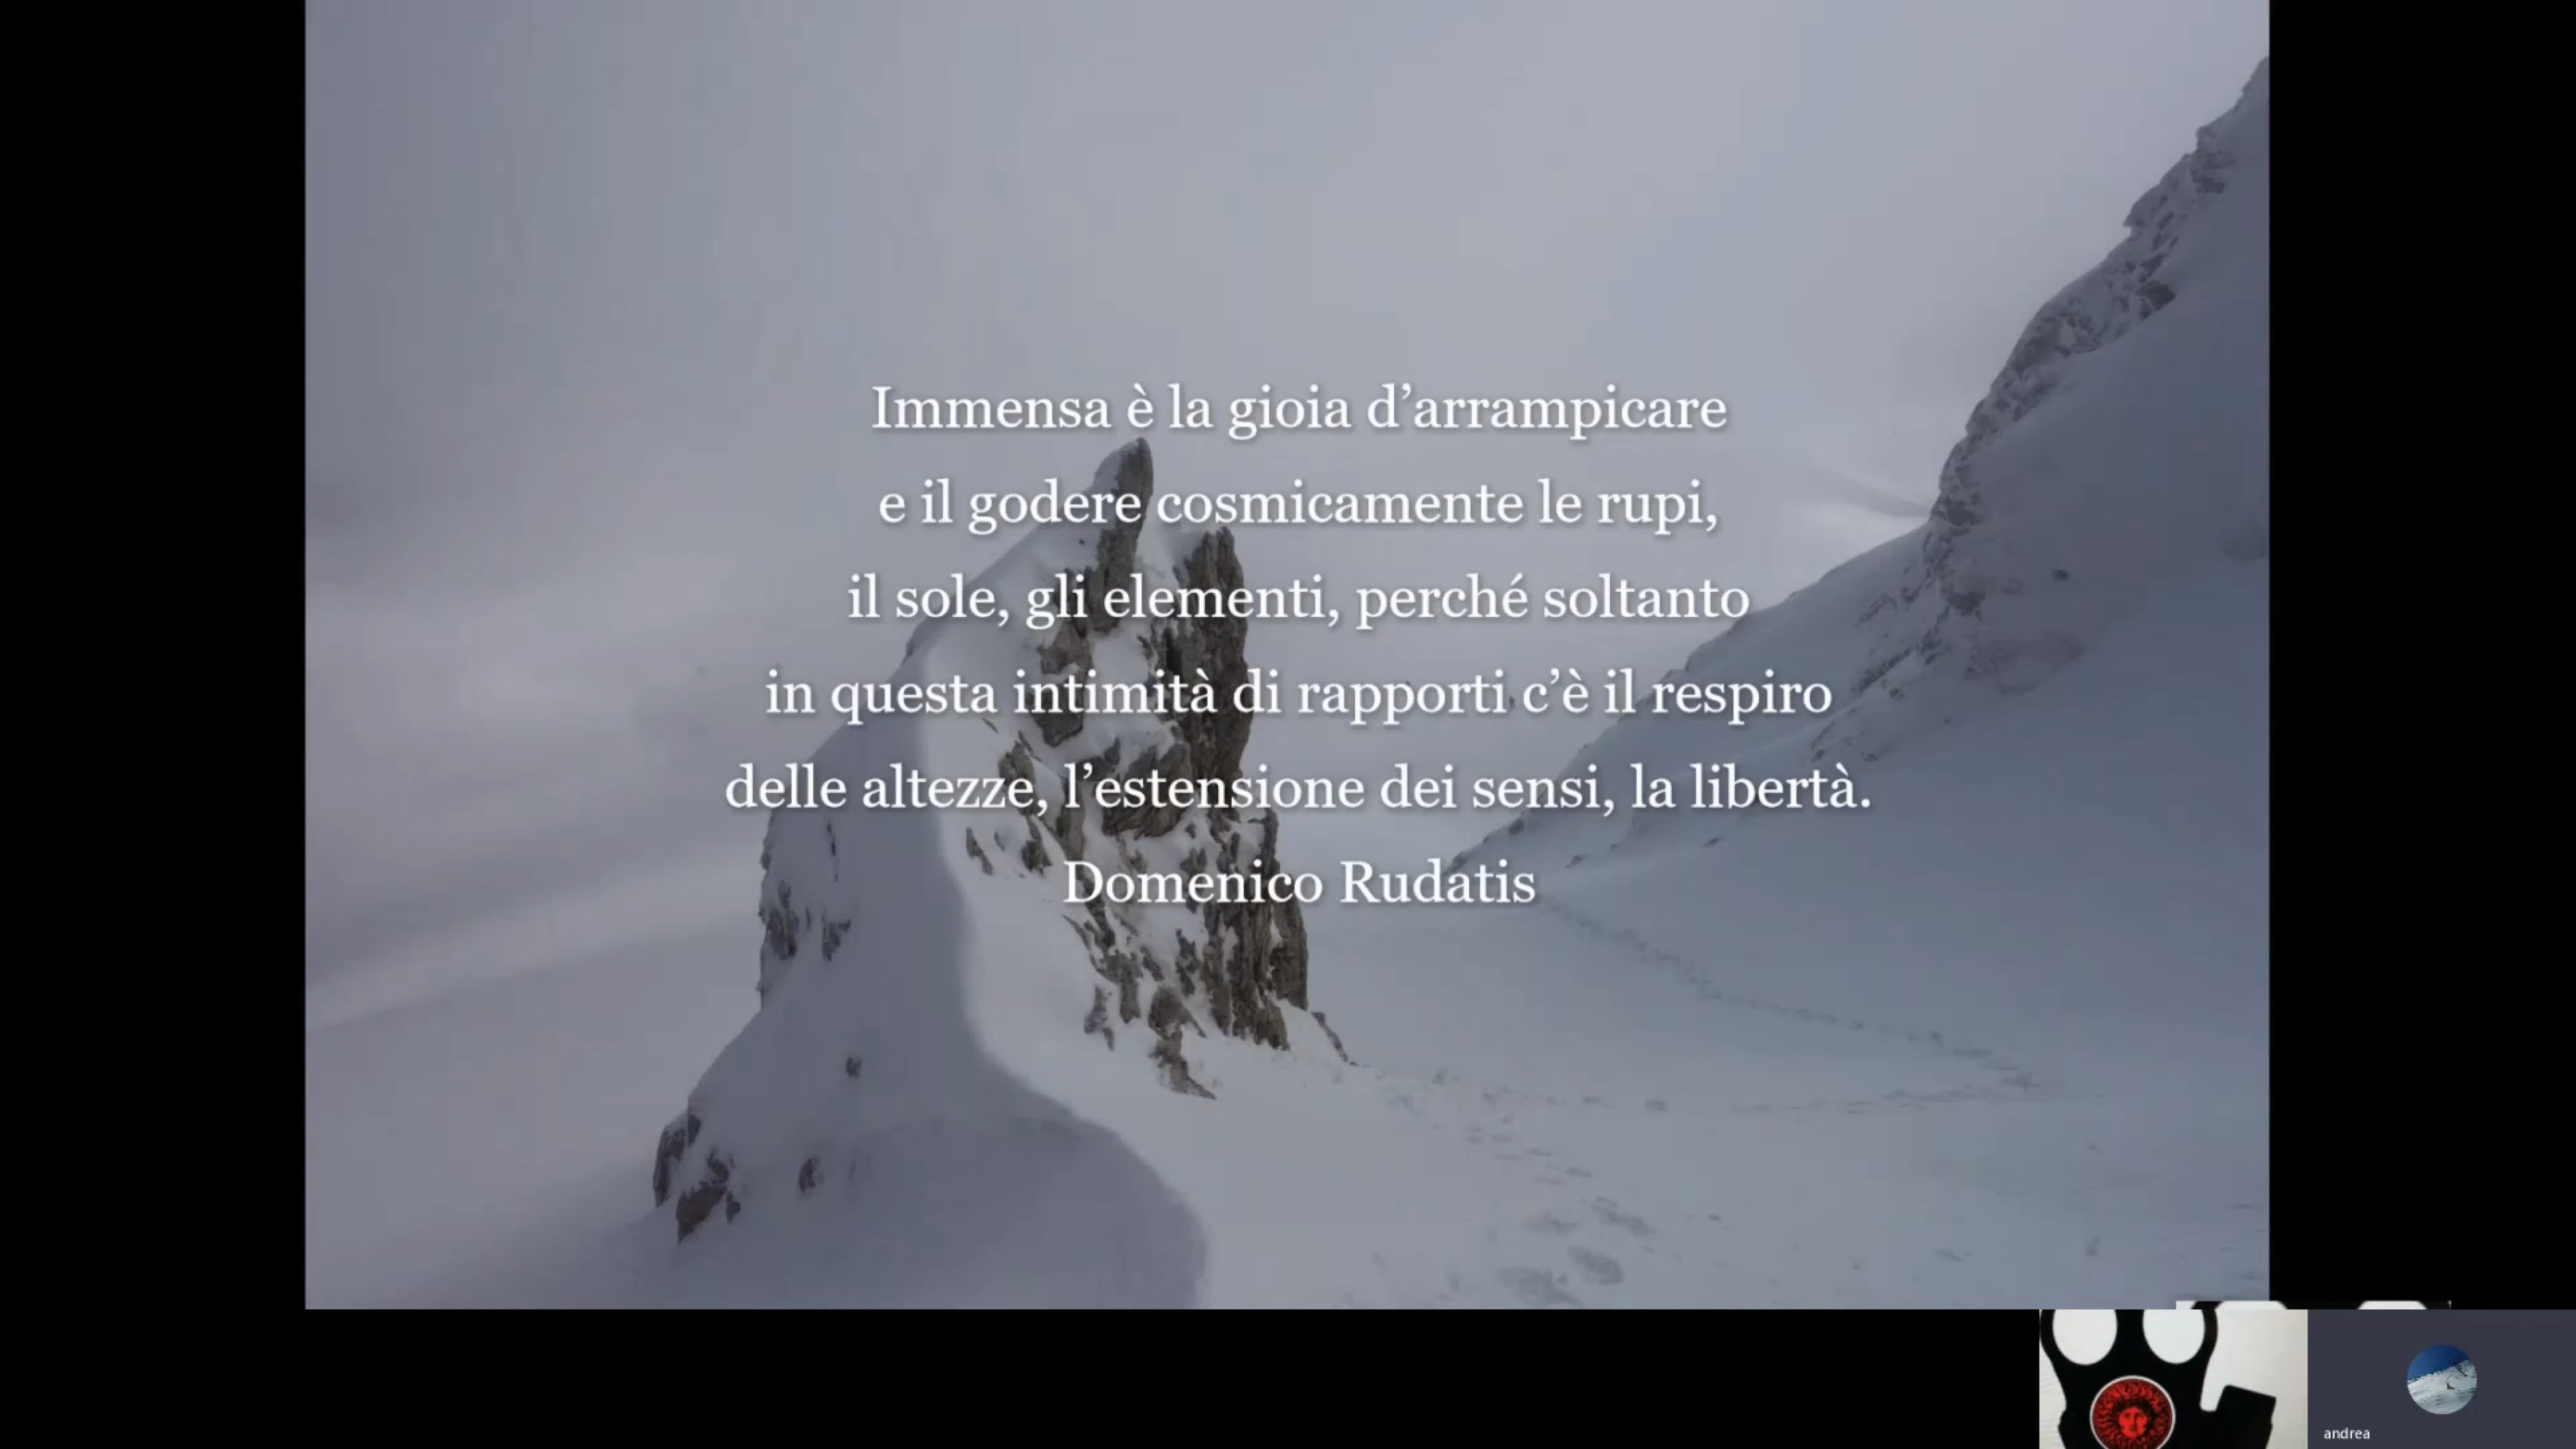 Immensa è la gioia d’arrampicare
e il godere cosmicamente le rupi,
il sole, gli elementi, perché soltanto
in questa intimità di rapporti c’è il respiro
delle altezze, l’estensione dei sensi, la libertà.
Domenico Rudatis
andrea